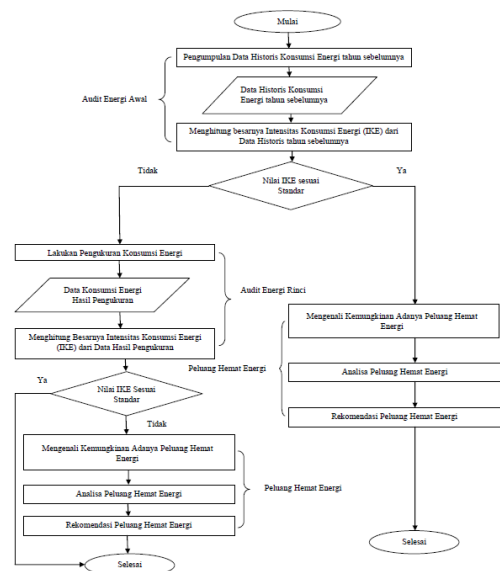 Mulai
Pengumpulan Data Historis Konsumsi Energi tahun sebelumnya
Audit Energi Awal
Data Historis Konsumsi
Energi tahun sebelumnya
Menghitung besarnya Intensitas Konsumsi Energi (IKE) dari
Data Historis tahun sebelumnya
Tidak
Nilai IKE sesuai
Standar
Ya
Lakukan Pengukuran Konsumsi Energi
Data Konsumsi Energi
Hasil Pengukuran
Audit Energi Rinci
Menghitung Besarnya Intensitas Konsumsi Energi
(IKE) dari Data Hasil Pengukuran
Ya
Nilai IKE Sesuai
Standar
Tidak
Mengenali Kemungkinan Adanya Peluang Hemat
Energi
Analisa Peluang Hemat Energi
Peluang Hemat Energi
Rekomendasi Peluang Hemat Energi
Selesai
Mengenali Kemungkinan Adanya Peluang Hemat
Energi
Peluang Hemat Energi
Analisa Peluang Hemat Energi
Rekomendasi Peluang Hemat Energi
Selesai